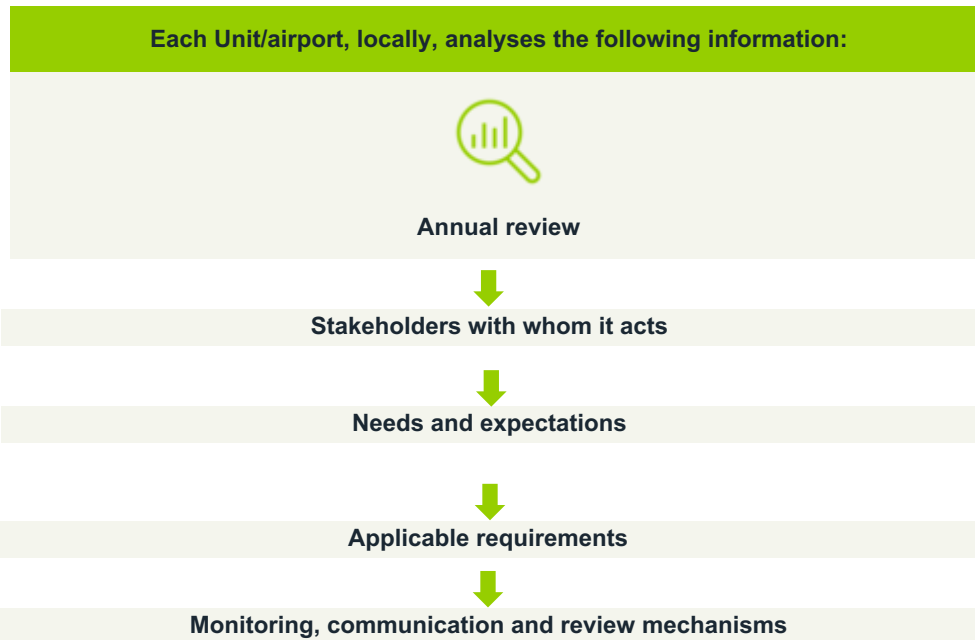 Each Unit/airport, locally, analyses the following information:
Annual review
Stakeholders with whom it acts
Needs and expectations
Applicable requirements
Monitoring, communication and review mechanisms